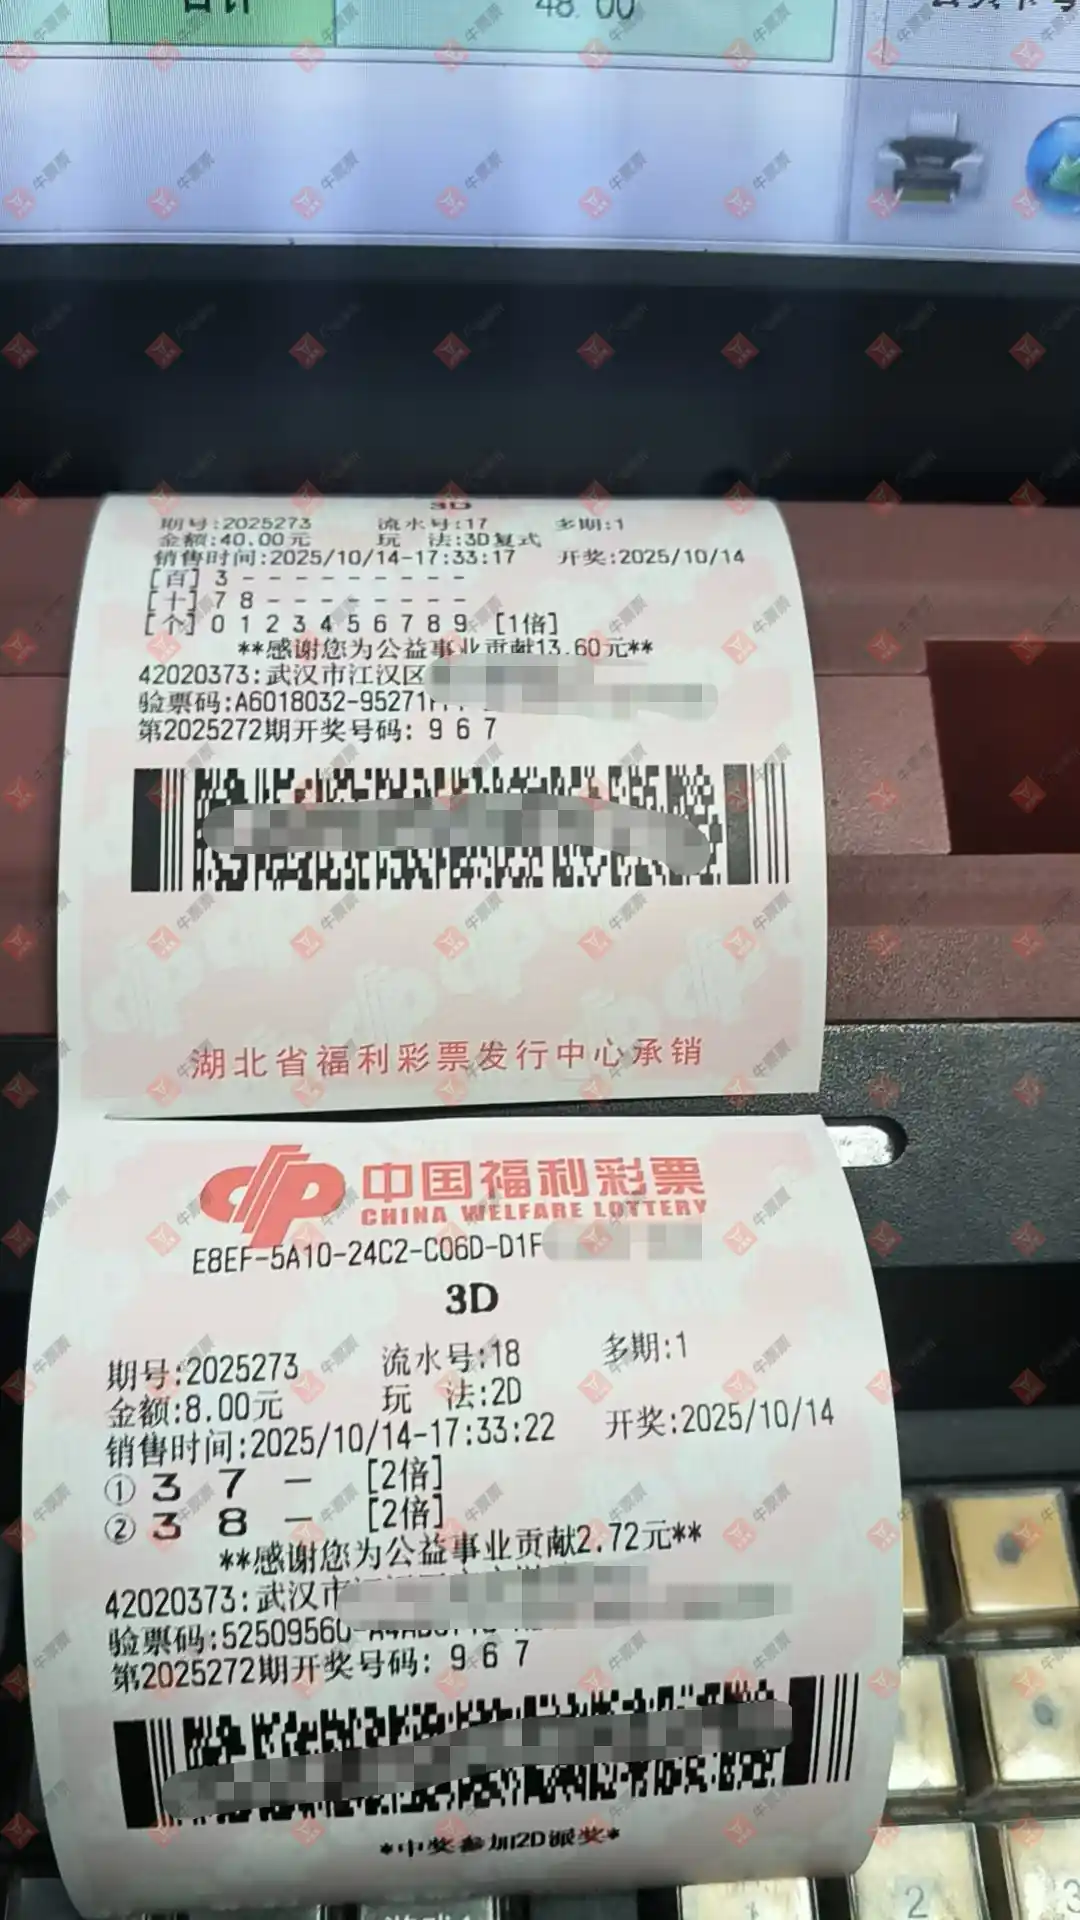 合计
48.00
3D
期号:2025273 流水号:17 多期:1
金额:40.00元 玩 法:3D复式
销售时间:2025/10/14-17:33:17 开奖:2025/10/14
[百] 3 - - - - - - - - -
[十] 7 8 - - - - - - - -
[个] 0 1 2 3 4 5 6 7 8 9 [1倍]
**感谢您为公益事业贡献13.60元**
42020373:武汉市江汉区
验票码:A6018032-95271
第2025272期开奖号码: 9 6 7
湖北省福利彩票发行中心承销
中国福利彩票
CHINA WELFARE LOTTERY
E8EF-5A10-24C2-C06D-D1F
3D
期号:2025273 流水号:18 多期:1
金额:8.00元 玩 法:2D
销售时间:2025/10/14-17:33:22 开奖:2025/10/14
① 3 7 - [2倍]
② 3 8 - [2倍]
**感谢您为公益事业贡献2.72元**
42020373:武汉市
验票码:5250956
第2025272期开奖号码: 9 6 7
*中奖参加2D派奖*
2
3
牛票票